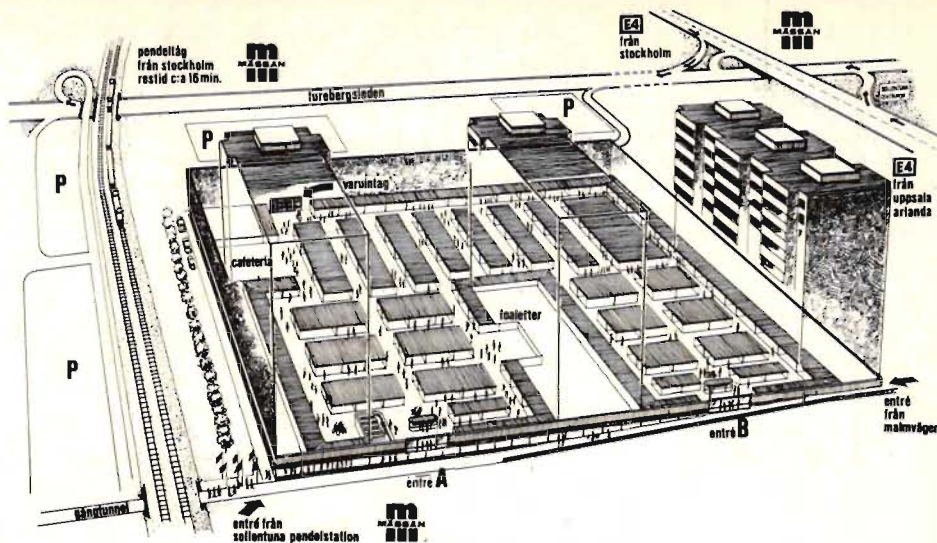 pendeltåg
från stockholm
restid c:a 16 min.
m
MÄSSAN
E4
från
stockholm
m
MÄSSAN
turebergsleden
P
P
P
E4
från
uppsala
arlanda
varuintag
cafeteria
toaletter
P
entré
från
malmvägen
entré B
entré A
gångtunnel
entré från
sollentuna pendelstation
m
MÄSSAN